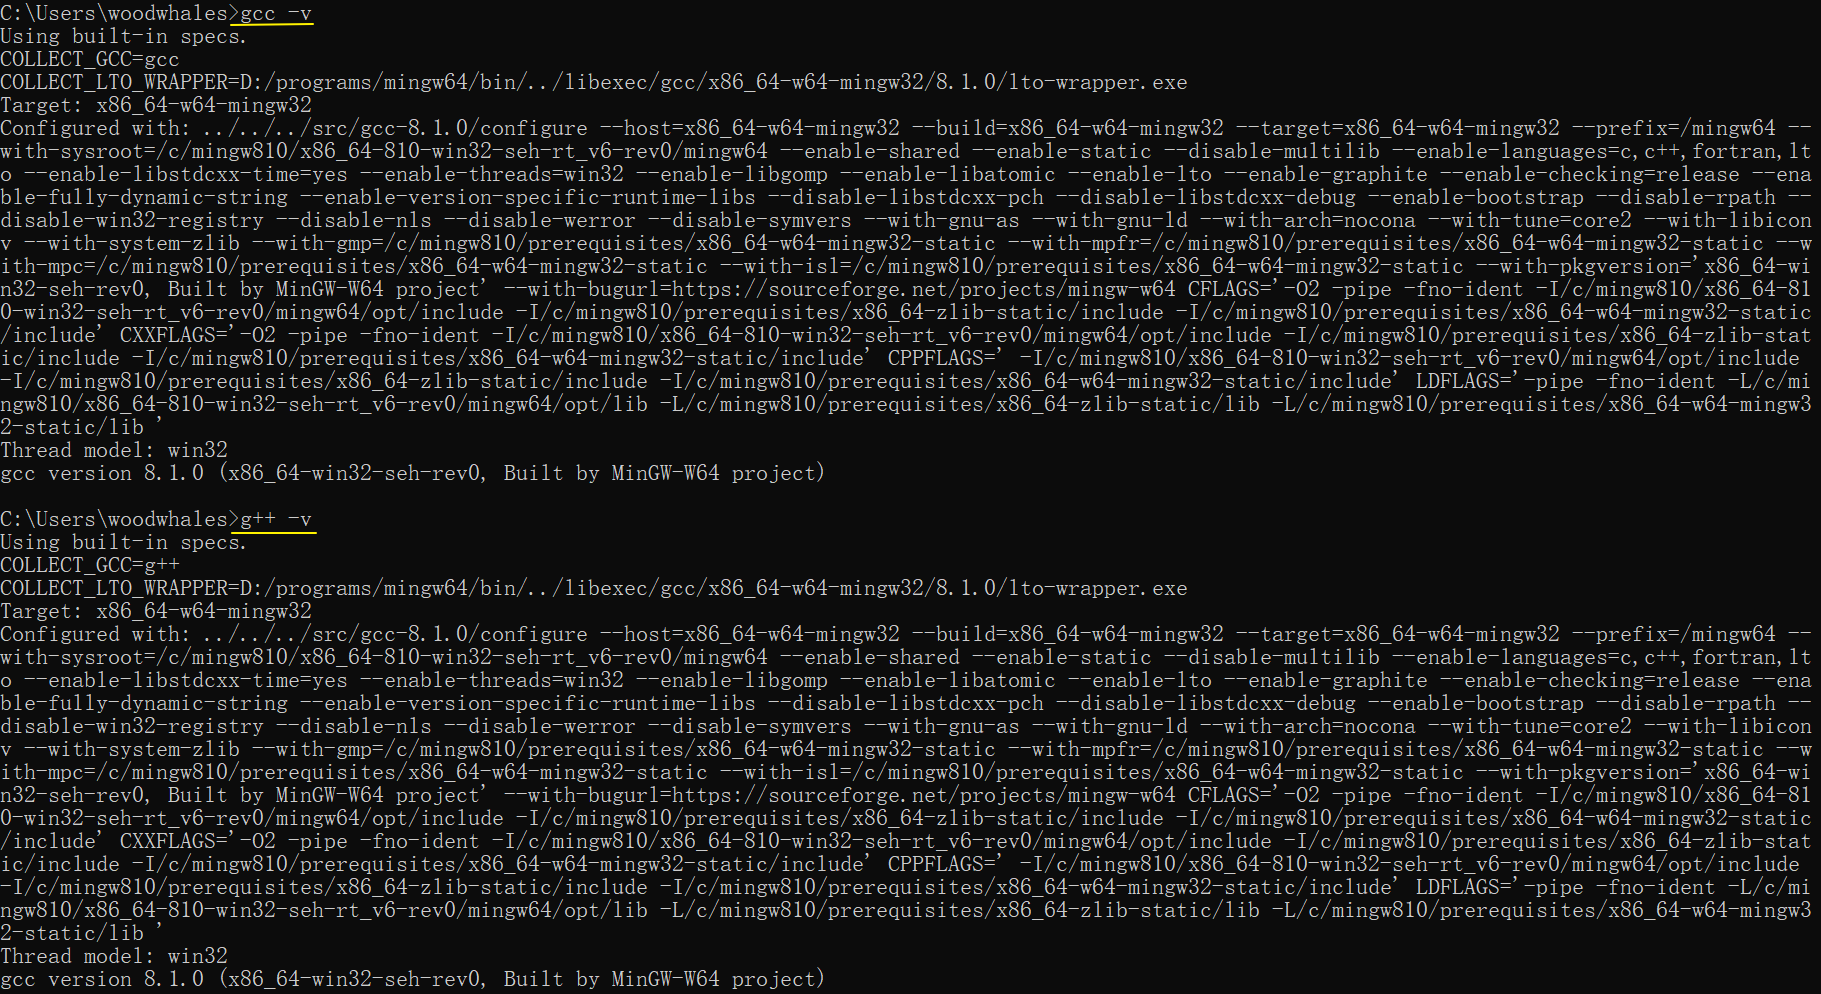 C:\Users\woodwhales>gcc -v
Using built-in specs.
COLLECT_GCC=gcc
COLLECT_LTO_WRAPPER=D:/programs/mingw64/bin/../libexec/gcc/x86_64-w64-mingw32/8.1.0/lto-wrapper.exe
Target: x86_64-w64-mingw32
Configured with: ../../../src/gcc-8.1.0/configure --host=x86_64-w64-mingw32 --build=x86_64-w64-mingw32 --target=x86_64-w64-mingw32 --prefix=/mingw64 --
with-sysroot=/c/mingw810/x86_64-810-win32-seh-rt_v6-rev0/mingw64 --enable-shared --enable-static --disable-multilib --enable-languages=c,c++,fortran,lt
o --enable-libstdcxx-time=yes --enable-threads=win32 --enable-libgomp --enable-libatomic --enable-lto --enable-graphite --enable-checking=release --ena
ble-fully-dynamic-string --enable-version-specific-runtime-libs --disable-libstdcxx-pch --disable-libstdcxx-debug --enable-bootstrap --disable-rpath --
disable-win32-registry --disable-nls --disable-werror --disable-symvers --with-gnu-as --with-gnu-ld --with-arch=nocona --with-tune=core2 --with-libicon
v --with-system-zlib --with-gmp=/c/mingw810/prerequisites/x86_64-w64-mingw32-static --with-mpfr=/c/mingw810/prerequisites/x86_64-w64-mingw32-static --w
ith-mpc=/c/mingw810/prerequisites/x86_64-w64-mingw32-static --with-isl=/c/mingw810/prerequisites/x86_64-w64-mingw32-static --with-pkgversion='x86_64-wi
n32-seh-rev0, Built by MinGW-W64 project' --with-bugurl=https://sourceforge.net/projects/mingw-w64 CFLAGS='-O2 -pipe -fno-ident -I/c/mingw810/x86_64-81
0-win32-seh-rt_v6-rev0/mingw64/opt/include -I/c/mingw810/prerequisites/x86_64-zlib-static/include -I/c/mingw810/prerequisites/x86_64-w64-mingw32-static
/include' CXXFLAGS='-O2 -pipe -fno-ident -I/c/mingw810/x86_64-810-win32-seh-rt_v6-rev0/mingw64/opt/include -I/c/mingw810/prerequisites/x86_64-zlib-stat
ic/include -I/c/mingw810/prerequisites/x86_64-w64-mingw32-static/include' CPPFLAGS=' -I/c/mingw810/x86_64-810-win32-seh-rt_v6-rev0/mingw64/opt/include
-I/c/mingw810/prerequisites/x86_64-zlib-static/include -I/c/mingw810/prerequisites/x86_64-w64-mingw32-static/include' LDFLAGS='-pipe -fno-ident -L/c/mi
ngw810/x86_64-810-win32-seh-rt_v6-rev0/mingw64/opt/lib -L/c/mingw810/prerequisites/x86_64-zlib-static/lib -L/c/mingw810/prerequisites/x86_64-w64-mingw3
2-static/lib '
Thread model: win32
gcc version 8.1.0 (x86_64-win32-seh-rev0, Built by MinGW-W64 project)
C:\Users\woodwhales>g++ -v
Using built-in specs.
COLLECT_GCC=g++
COLLECT_LTO_WRAPPER=D:/programs/mingw64/bin/../libexec/gcc/x86_64-w64-mingw32/8.1.0/lto-wrapper.exe
Target: x86_64-w64-mingw32
Configured with: ../../../src/gcc-8.1.0/configure --host=x86_64-w64-mingw32 --build=x86_64-w64-mingw32 --target=x86_64-w64-mingw32 --prefix=/mingw64 --
with-sysroot=/c/mingw810/x86_64-810-win32-seh-rt_v6-rev0/mingw64 --enable-shared --enable-static --disable-multilib --enable-languages=c,c++,fortran,lt
o --enable-libstdcxx-time=yes --enable-threads=win32 --enable-libgomp --enable-libatomic --enable-lto --enable-graphite --enable-checking=release --ena
ble-fully-dynamic-string --enable-version-specific-runtime-libs --disable-libstdcxx-pch --disable-libstdcxx-debug --enable-bootstrap --disable-rpath --
disable-win32-registry --disable-nls --disable-werror --disable-symvers --with-gnu-as --with-gnu-ld --with-arch=nocona --with-tune=core2 --with-libicon
v --with-system-zlib --with-gmp=/c/mingw810/prerequisites/x86_64-w64-mingw32-static --with-mpfr=/c/mingw810/prerequisites/x86_64-w64-mingw32-static --w
ith-mpc=/c/mingw810/prerequisites/x86_64-w64-mingw32-static --with-isl=/c/mingw810/prerequisites/x86_64-w64-mingw32-static --with-pkgversion='x86_64-wi
n32-seh-rev0, Built by MinGW-W64 project' --with-bugurl=https://sourceforge.net/projects/mingw-w64 CFLAGS='-O2 -pipe -fno-ident -I/c/mingw810/x86_64-81
0-win32-seh-rt_v6-rev0/mingw64/opt/include -I/c/mingw810/prerequisites/x86_64-zlib-static/include -I/c/mingw810/prerequisites/x86_64-w64-mingw32-static
/include' CXXFLAGS='-O2 -pipe -fno-ident -I/c/mingw810/x86_64-810-win32-seh-rt_v6-rev0/mingw64/opt/include -I/c/mingw810/prerequisites/x86_64-zlib-stat
ic/include -I/c/mingw810/prerequisites/x86_64-w64-mingw32-static/include' CPPFLAGS=' -I/c/mingw810/x86_64-810-win32-seh-rt_v6-rev0/mingw64/opt/include
-I/c/mingw810/prerequisites/x86_64-zlib-static/include -I/c/mingw810/prerequisites/x86_64-w64-mingw32-static/include' LDFLAGS='-pipe -fno-ident -L/c/mi
ngw810/x86_64-810-win32-seh-rt_v6-rev0/mingw64/opt/lib -L/c/mingw810/prerequisites/x86_64-zlib-static/lib -L/c/mingw810/prerequisites/x86_64-w64-mingw3
2-static/lib '
Thread model: win32
gcc version 8.1.0 (x86_64-win32-seh-rev0, Built by MinGW-W64 project)